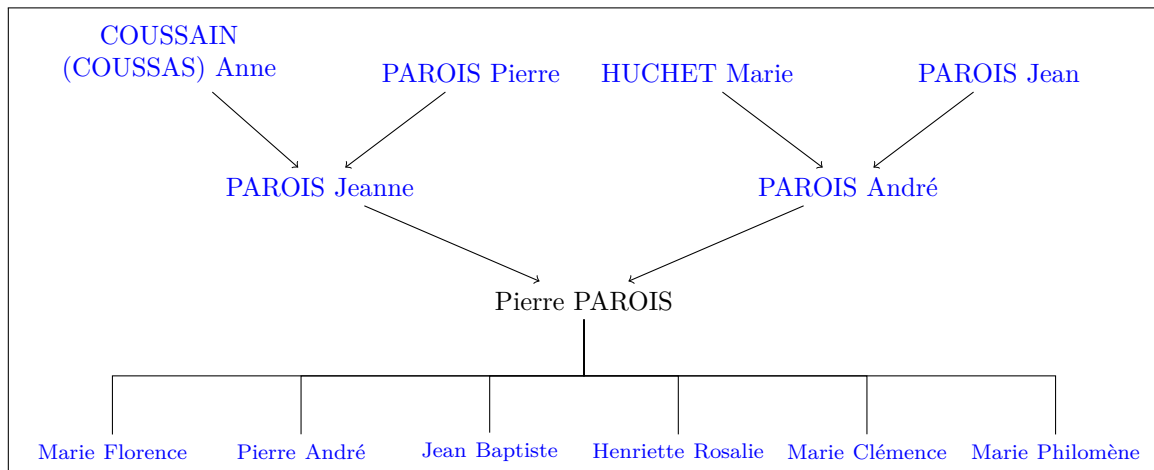 COUSSAIN
(COUSSAS) Anne
PAROIS Pierre
HUCHET Marie
PAROIS Jean
PAROIS Jeanne
PAROIS André
Pierre PAROIS
Marie Florence
Pierre André
Jean Baptiste
Henriette Rosalie
Marie Clémence
Marie Philomène